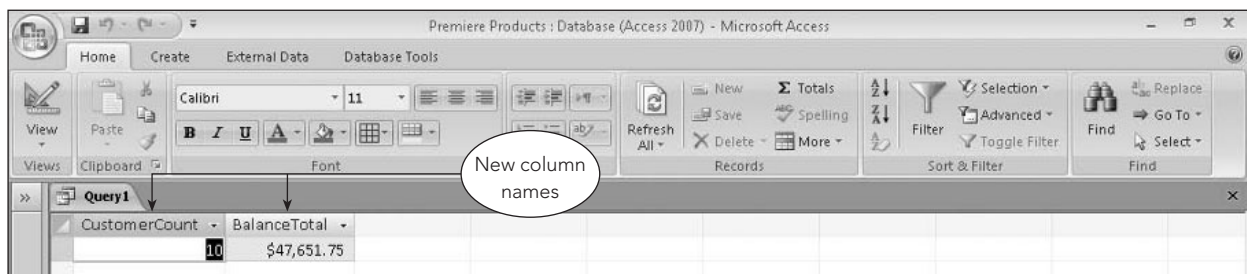 Premiere Products : Database (Access 2007) - Microsoft Access
Home Create External Data Database Tools
View Paste Calibri 11 Refresh All New Save Delete Totals Spelling More Filter Selection Advanced Toggle Filter Find Replace Go To Select
B I U A
Views Clipboard Font Records Sort & Filter Find
New column
names
Query1
CustomerCount BalanceTotal
10 $47,651.75